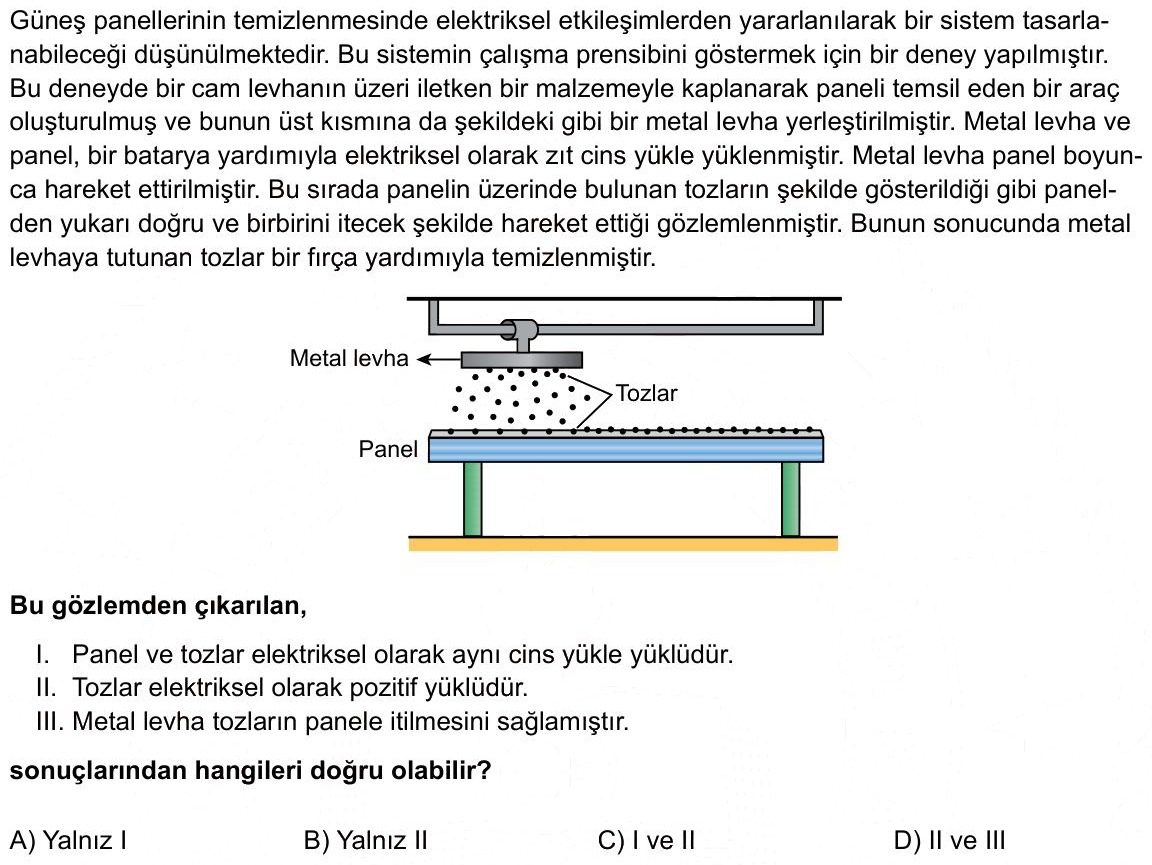 Güneş panellerinin temizlenmesinde elektriksel etkileşimlerden yararlanılarak bir sistem tasarla-
nabileceği düşünülmektedir. Bu sistemin çalışma prensibini göstermek için bir deney yapılmıştır.
Bu deneyde bir cam levhanın üzeri iletken bir malzemeyle kaplanarak paneli temsil eden bir araç
oluşturulmuş ve bunun üst kısmına da şekildeki gibi bir metal levha yerleştirilmiştir. Metal levha ve
panel, bir batarya yardımıyla elektriksel olarak zıt cins yükle yüklenmiştir. Metal levha panel boyun-
ca hareket ettirilmiştir. Bu sırada panelin üzerinde bulunan tozların şekilde gösterildiği gibi panel-
den yukarı doğru ve birbirini itecek şekilde hareket ettiği gözlemlenmiştir. Bunun sonucunda metal
levhaya tutunan tozlar bir fırça yardımıyla temizlenmiştir.
Metal levha
Tozlar
Panel
Bu gözlemden çıkarılan,
I. Panel ve tozlar elektriksel olarak aynı cins yükle yüklüdür.
II. Tozlar elektriksel olarak pozitif yüklüdür.
III. Metal levha tozların panele itilmesini sağlamıştır.
sonuçlarından hangileri doğru olabilir?
A) Yalnız I B) Yalnız II C) I ve II D) II ve III